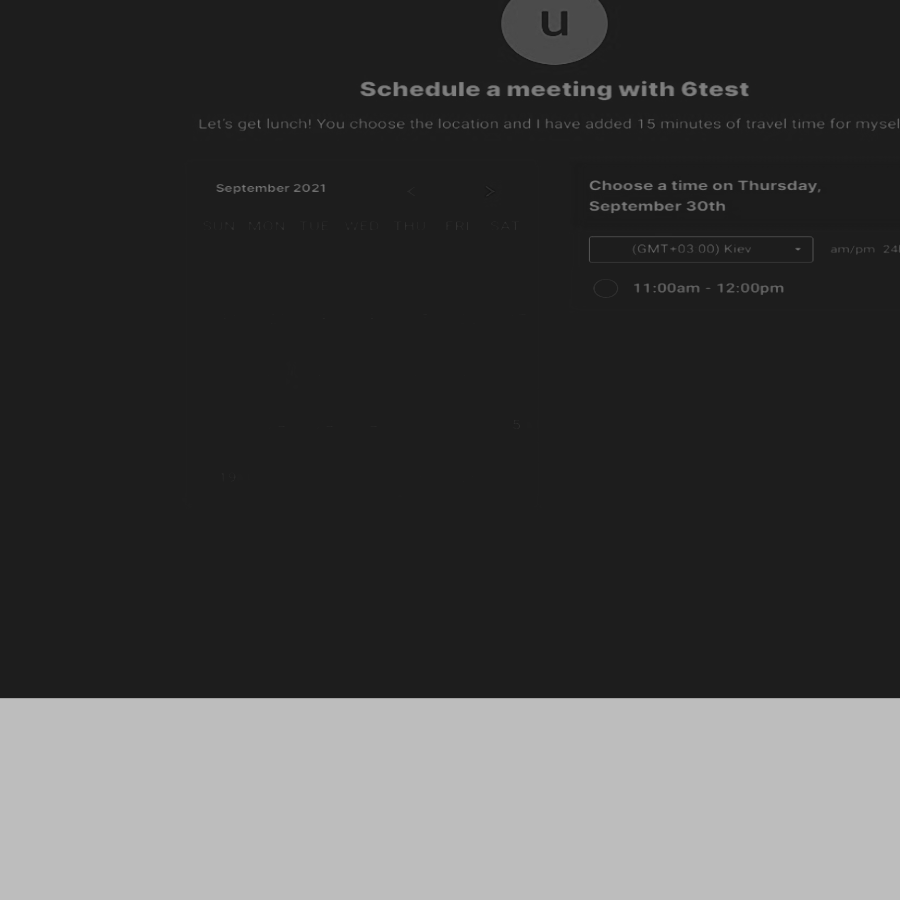 u
Schedule a meeting with 6test
Let's get lunch! You choose the location and I have added 15 minutes of travel time for mysel
September 2021 < >
SUN MON TUE WED THU FRI SAT
5
Choose a time on Thursday,
September 30th
(GMT+03:00) Kiev
am/pm 24
11:00am - 12:00pm